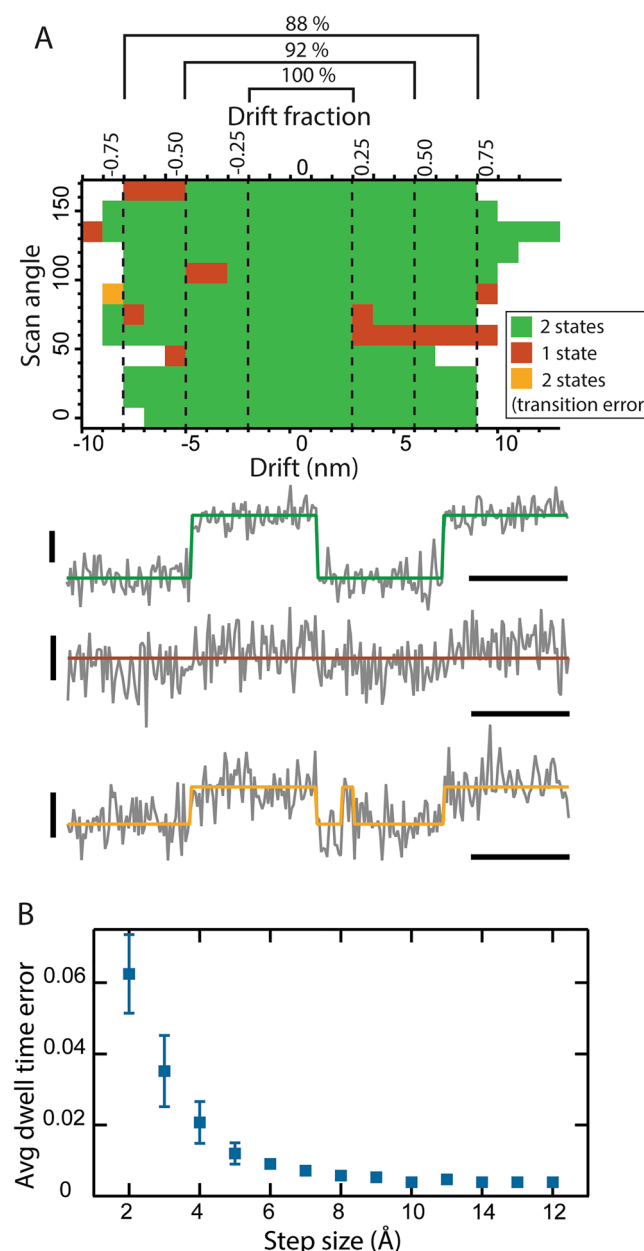 A
88 %
92 %
100 %
Drift fraction
-0.75
-0.50
-0.25
0
0.25
0.50
0.75
Scan angle
150
100
50
0
2 states
1 state
2 states
(transition error
-10
-5
0
5
10
Drift (nm)
B
Avg dwell time error
0.06
0.04
0.02
0
2
4
6
8
10
14
12
Step size (Å)